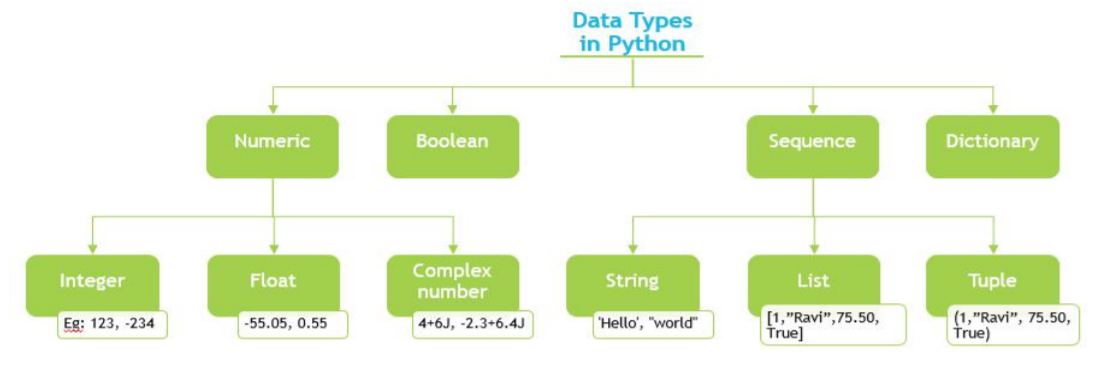 Data Types
in Python
Numeric
Boolean
Sequence
Dictionary
Integer
Float
Complex
number
String
List
Tuple
Eg: 123, -234
-55.05, 0.55
4+6J, -2.3+6.4J
'Hello', "world"
[1,”Ravi”,75.50,
True]
(1,”Ravi”, 75.50,
True)